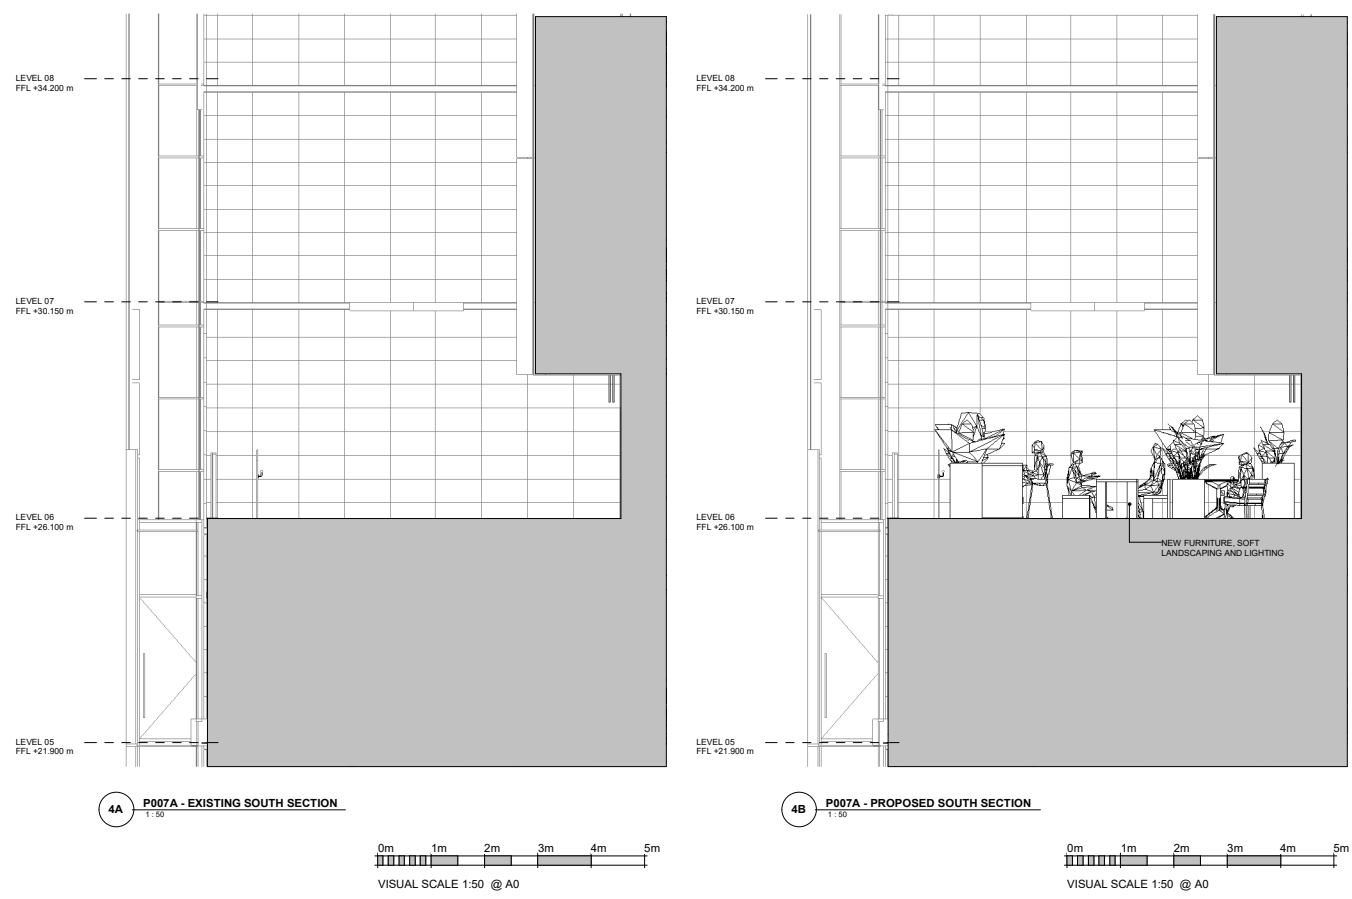 LEVEL 08
FFL +34.200 m
LEVEL 07
FFL +30.150 m
LEVEL 06
FFL +26.100 m
LEVEL 05
FFL +21.900 m
4A
P007A - EXISTING SOUTH SECTION
1 : 50
0m 1m 2m 3m 4m 5m
VISUAL SCALE 1:50 @ A0
LEVEL 08
FFL +34.200 m
LEVEL 07
FFL +30.150 m
LEVEL 06
FFL +26.100 m
NEW FURNITURE, SOFT
LANDSCAPING AND LIGHTING
LEVEL 05
FFL +21.900 m
4B
P007A - PROPOSED SOUTH SECTION
1 : 50
0m 1m 2m 3m 4m 5m
VISUAL SCALE 1:50 @ A0